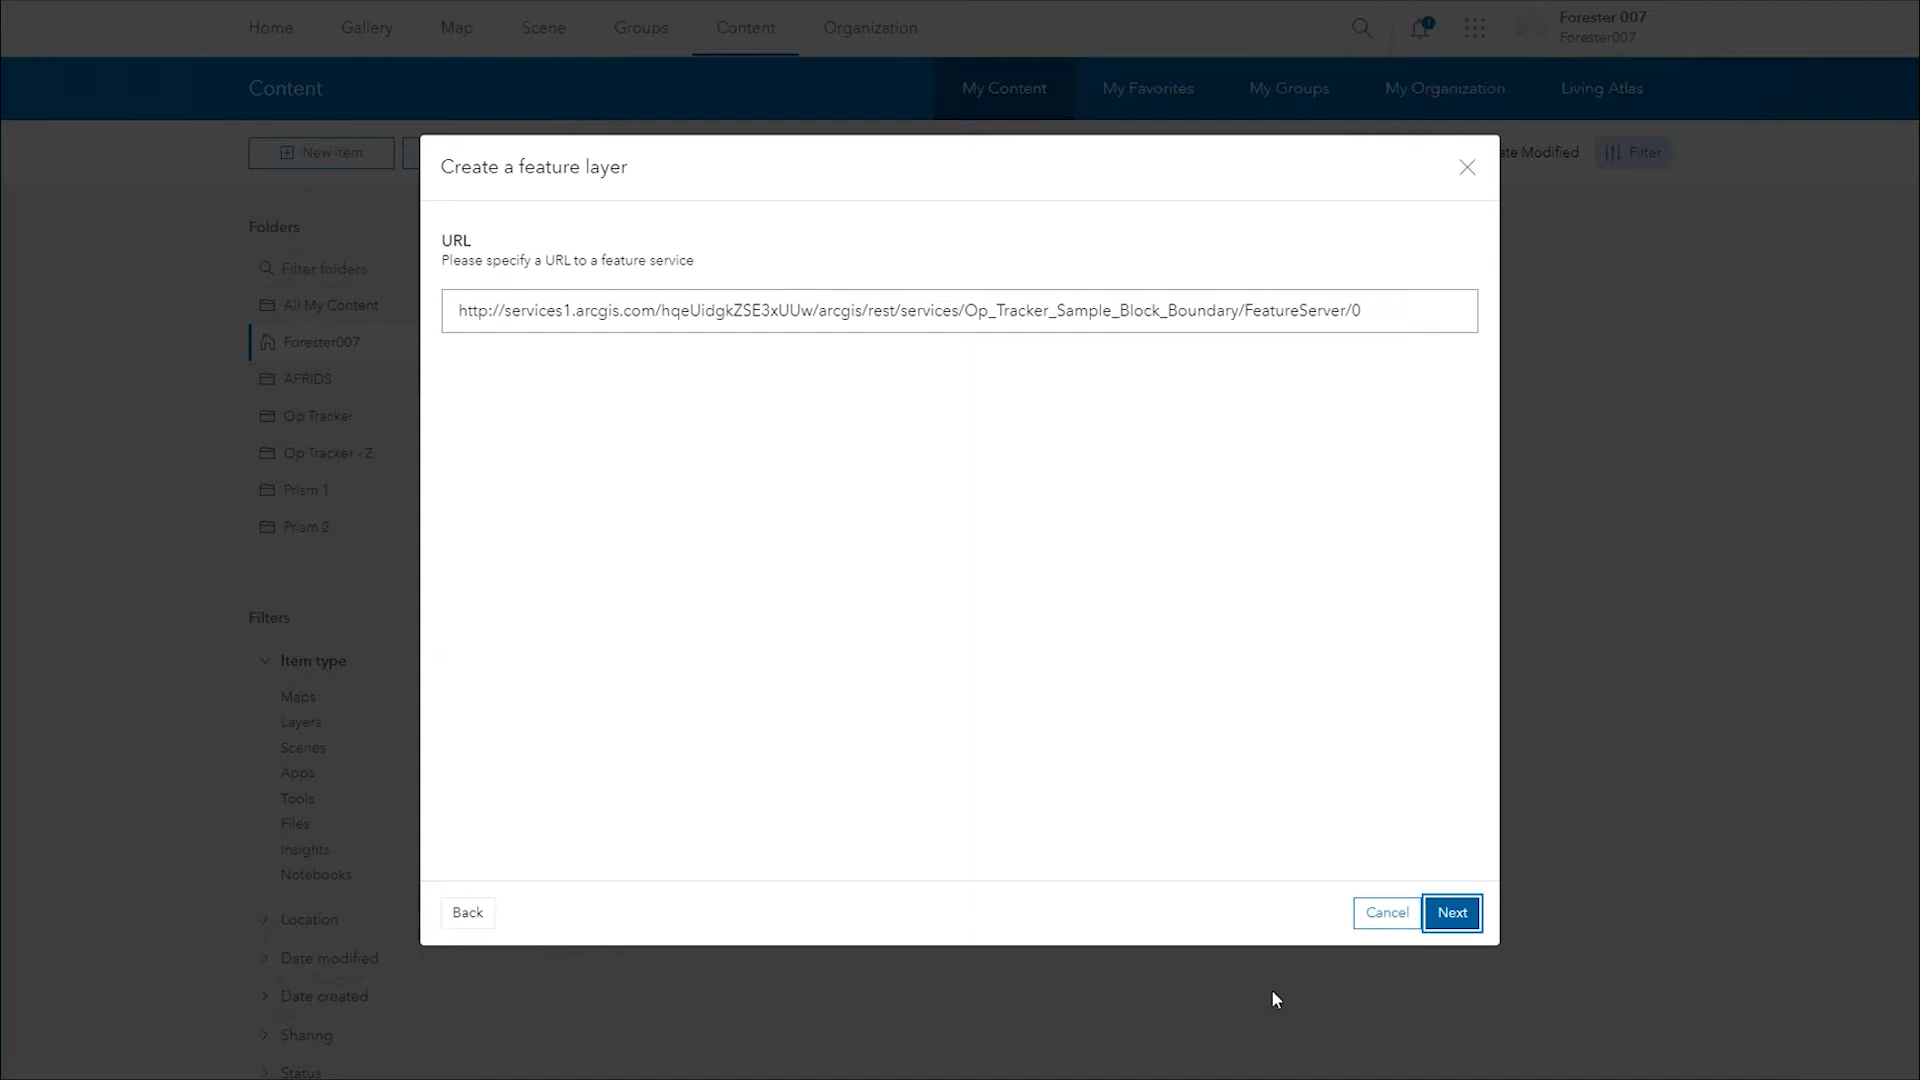 Home Gallery Map Scene Groups Content Organization
Forester 007
Forester007
Content My Content My Favorites My Groups My Organization Living Atlas
New item
ate Modified
Filter
Create a feature layer
URL
Please specify a URL to a feature service
http://services1.arcgis.com/hqeUidgkZSE3xUUw/arcgis/rest/services/Op_Tracker_Sample_Block_Boundary/FeatureServer/0
Folders
Filter folders
All My Content
Forester007
AFRIDS
Op Tracker
Op Tracker - Z
Prism 1
Prism 2
Filters
Item type
Maps
Layers
Scenes
Apps
Tools
Files
Insights
Notebooks
Location
Date modified
Date created
Sharing
Status
Back Cancel Next